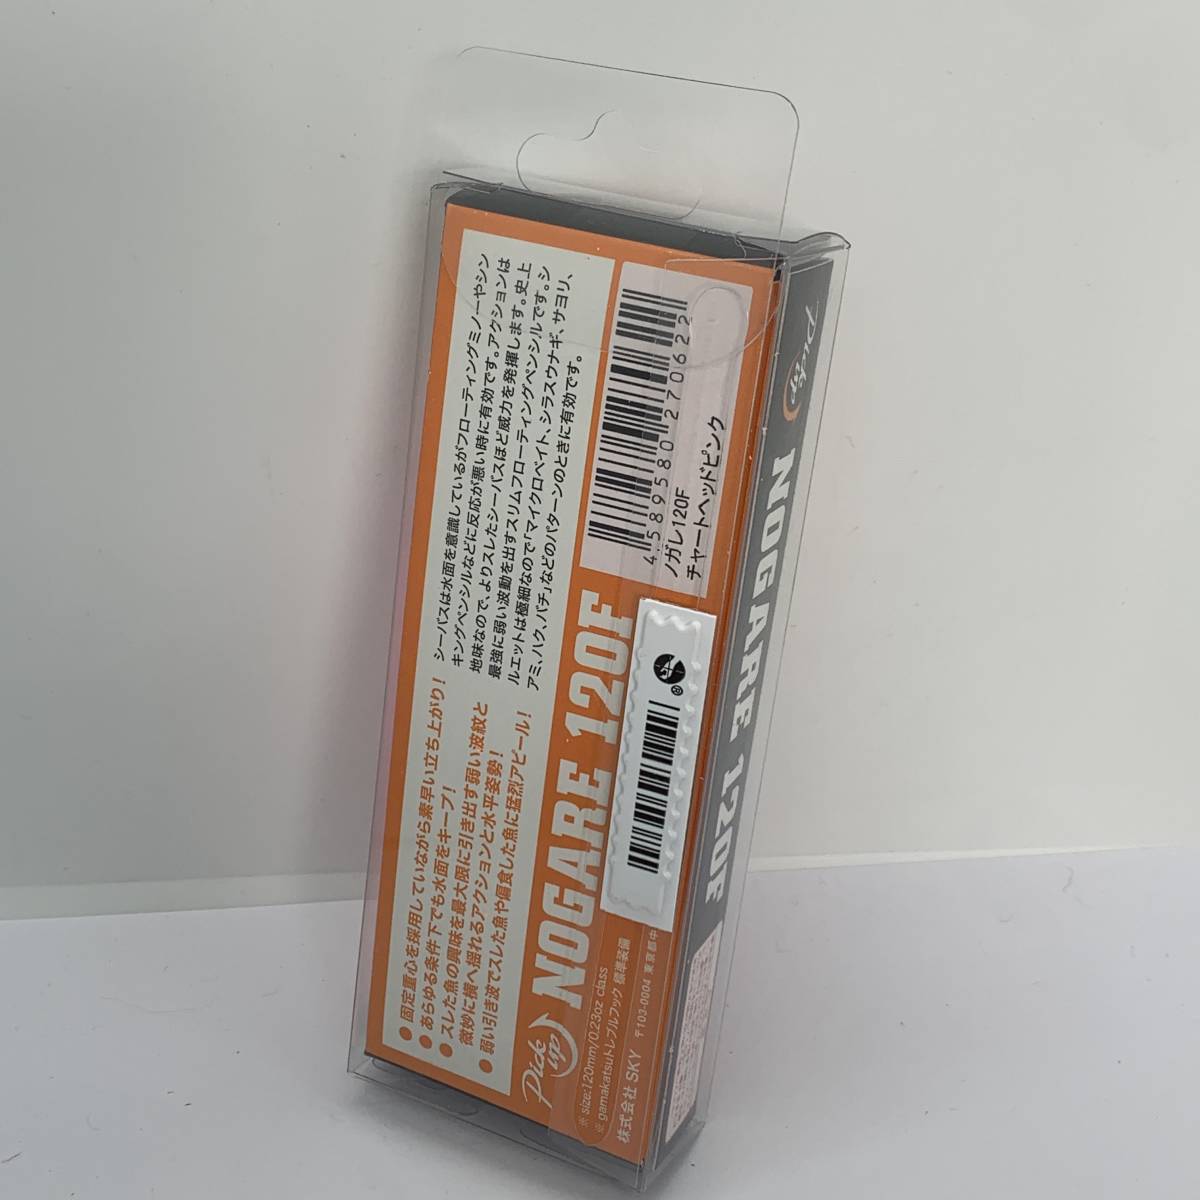 シーバスは水面を意識しているがフローティングミノーやシン
キングペンシルなどに反応が悪い時に有効です。アクションは
地味なので、よりスレたシーバスほど威力を発揮します。史上
最強に弱い波動を出すスリムフローティングペンシルです。シ
ルエットは極細なので「マイクロベイト、シラスウナギ、サヨリ、
アミ、ハク、バチ」などのパターンのときに有効です。
●固定重心を採用していながら素早い立ち上がり!
●あらゆる条件下でも水面をキープ!
●スレた魚の興味を最大限に引き出す弱い波紋と
微妙に横へ揺れるアクションと水平姿勢!
●弱い引き波でスレた魚や偏食した魚に猛烈アピール!
Pick up NOGARE 120F
4 589580 270622
ノガレ120F
チャートヘッドピンク
®
※ size:120mm/0.23oz class
※ gamakatsuトレブルフック 標準装備
株式会社 SKY 〒103-0004 東京都中
Pick up NOGARE 120F